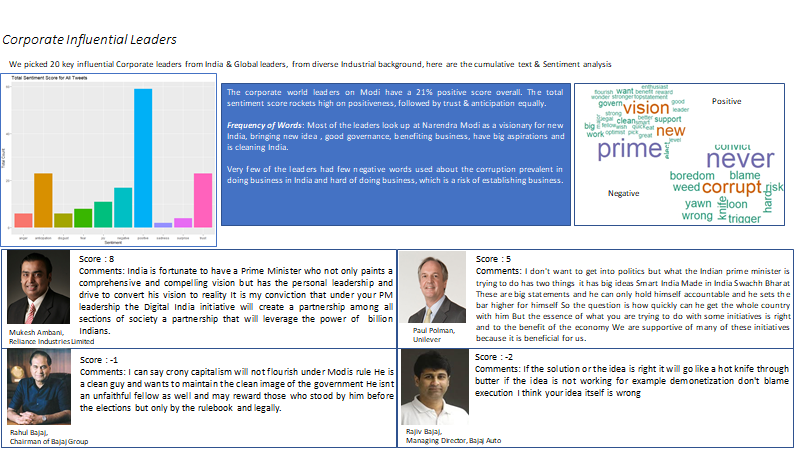 Corporate Influential Leaders
We picked 20 key influential Corporate leaders from India & Global leaders, from diverse Industrial background, here are the cumulative text & Sentiment analysis
Total Sentiment Score for All Tweets
Total Count
anger anticipation disgust fear joy negative positive sadness surprise trust
Sentiment
The corporate world leaders on Modi have a 21% positive score overall. The total
sentiment score rockets high on positiveness, followed by trust & anticipation equally.
Frequency of Words: Most of the leaders look up at Narendra Modi as a visionary for new
India, bringing new idea , good governance, benefiting business, have big aspirations and
is cleaning India.
Very few of the leaders had few negative words used about the corruption prevalent in
doing business in India and hard of doing business, which is a risk of establishing business.
enthusiast
flourish want benefit reward
wonder stronger topstatement
govern vision good
leader
strong
clean smart better support
big new
work optimist pick great level
prime
Positive
Negative
convict
never
boredom blame
weed corrupt risk
yawn knife loon hard
wrong trigger
Score : 8
Comments: India is fortunate to have a Prime Minister who not only paints a
comprehensive and compelling vision but has the personal leadership and
drive to convert his vision to reality It is my conviction that under your PM
leadership the Digital India initiative will create a partnership among all
sections of society a partnership that will leverage the power of billion
Indians.
Mukesh Ambani,
Reliance Industries Limited
Score : 5
Comments: I don't want to get into politics but what the Indian prime minister is
trying to do has two things it has big ideas Smart India Made in India Swachh Bharat
These are big statements and he can only hold himself accountable and he sets the
bar higher for himself So the question is how quickly can he get the whole country
with him But the essence of what you are trying to do with some initiatives is right
and to the benefit of the economy We are supportive of many of these initiatives
because it is beneficial for us.
Paul Polman,
Unilever
Score : -1
Comments: I can say crony capitalism will not flourish under Modis rule He is
a clean guy and wants to maintain the clean image of the government He isnt
an unfaithful fellow as well and may reward those who stood by him before
the elections but only by the rulebook and legally.
Rahul Bajaj,
Chairman of Bajaj Group
Score : -2
Comments: If the solution or the idea is right it will go like a hot knife through
butter if the idea is not working for example demonetization don't blame
execution I think your idea itself is wrong
Rajiv Bajaj,
Managing Director, Bajaj Auto